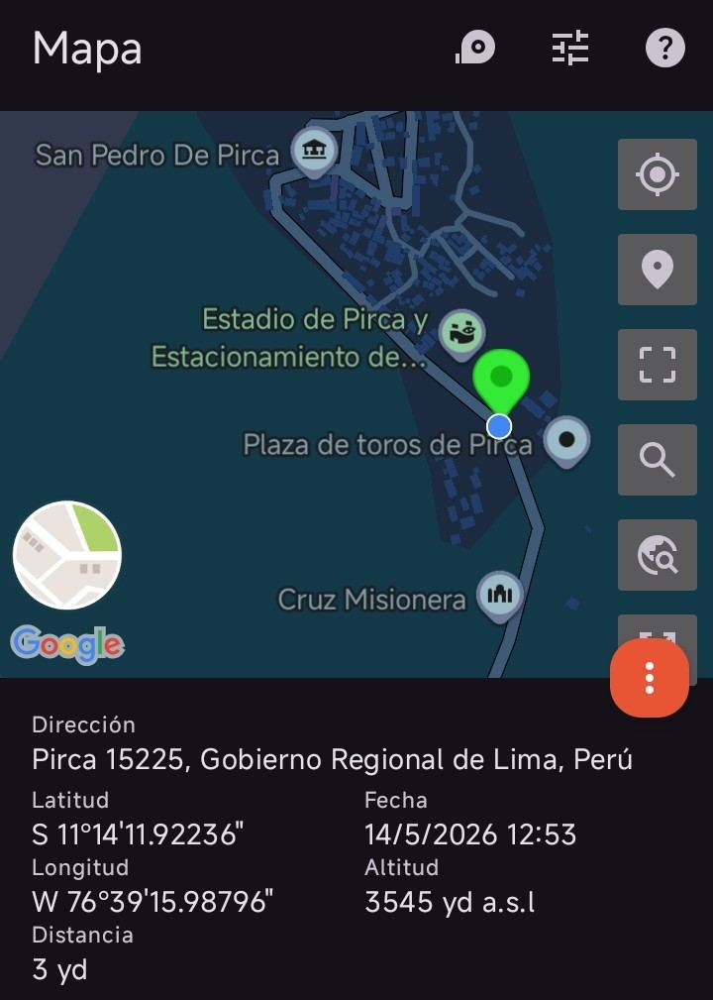 Mapa
San Pedro De Pirca
Estadio de Pirca y
Estacionamiento de...
Plaza de toros de Pirca
Cruz Misionera
Google
Dirección
Pirca 15225, Gobierno Regional de Lima, Perú
Latitud
S 11°14'11.92236"
Fecha
14/5/2026 12:53
Longitud
W 76°39'15.98796"
Altitud
3545 yd a.s.l
Distancia
3 yd